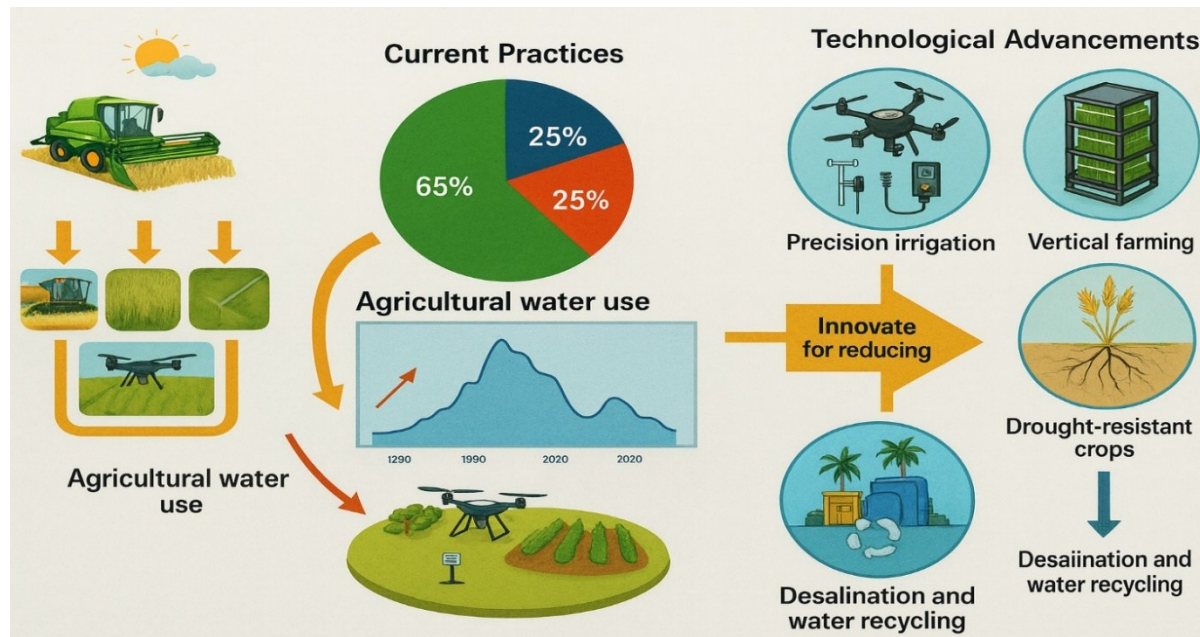 Current Practices
25%
65%
25%
Agricultural water use
1290 1990 2020 2020
Agricultural water
use
Technological Advancements
Precision irrigation
Vertical farming
Innovate
for reducing
Drought-resistant
crops
Desalination and
water recycling
Desaiination and
water recycling